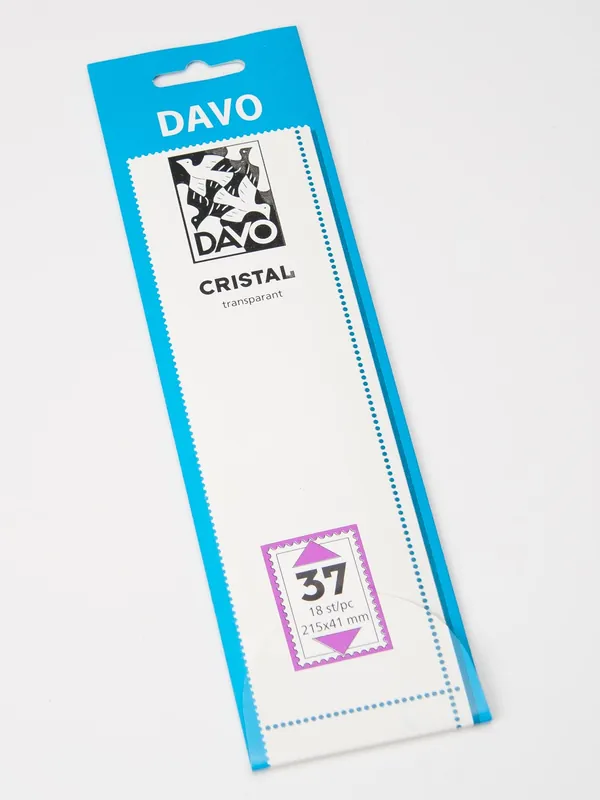 DAVO
DAVO
CRISTAL
transparant
37
18 st/pc
215x41 mm